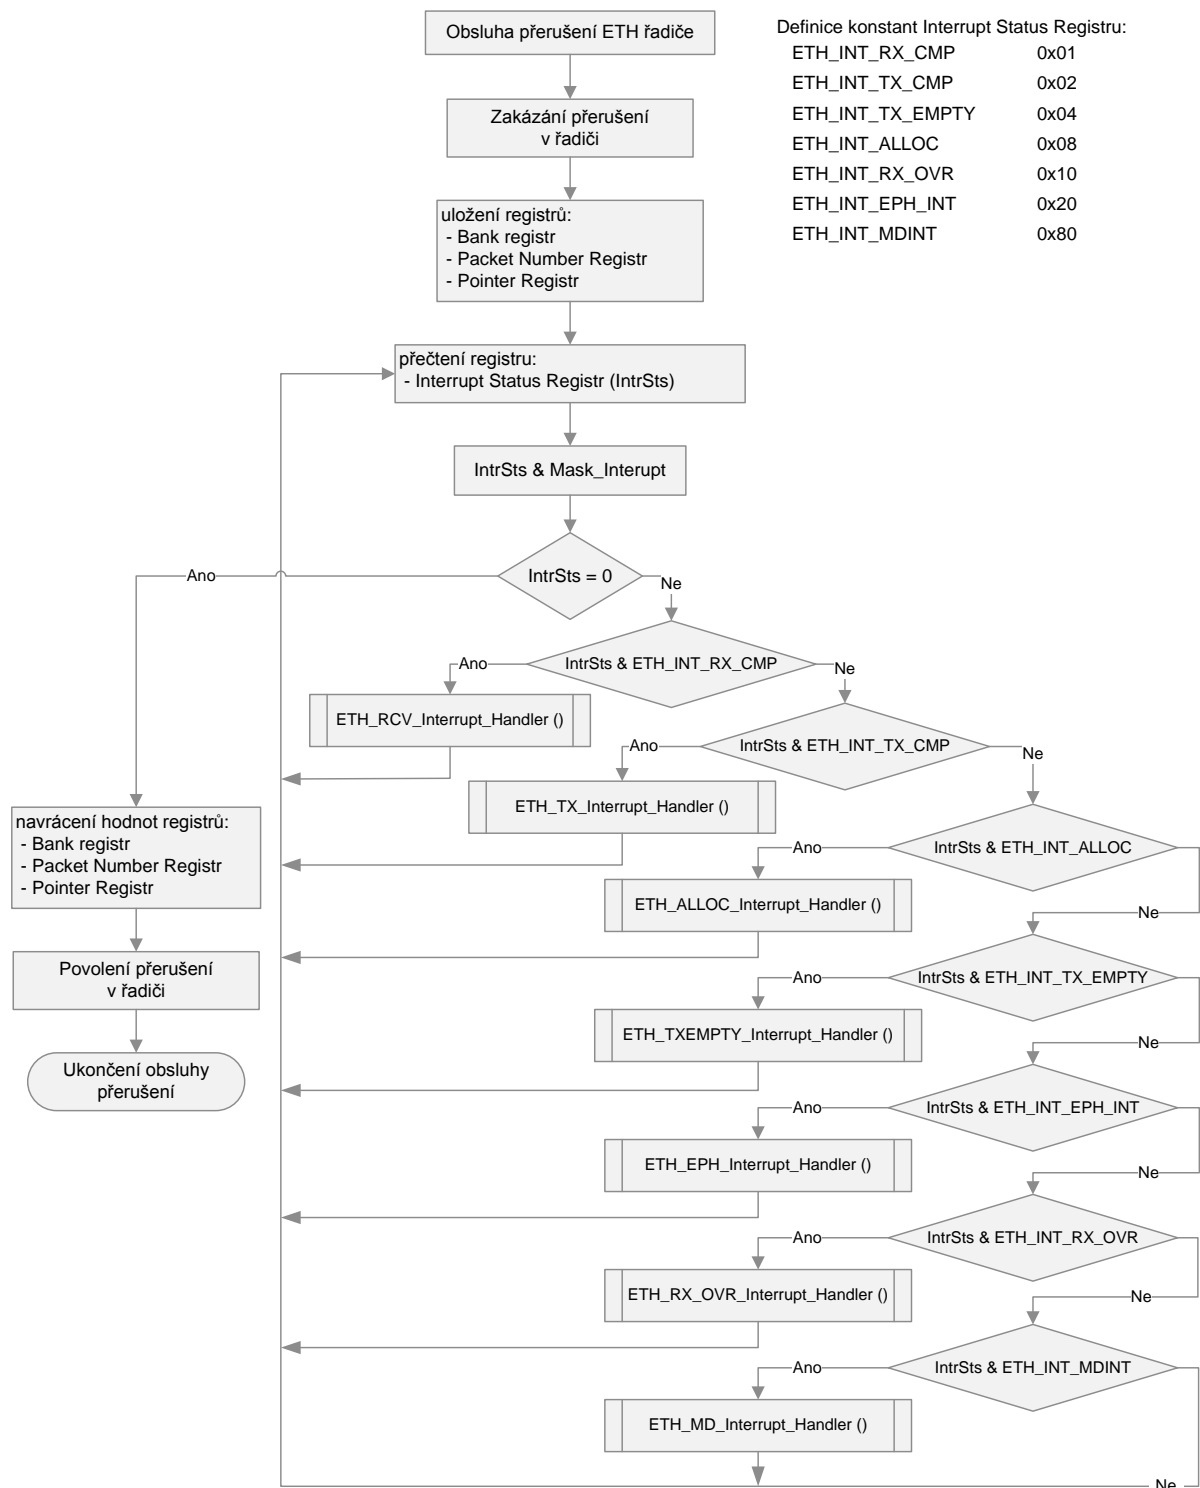 Obsluha přerušení ETH řadiče
Definice konstant Interrupt Status Registru:
ETH_INT_RX_CMP 0x01
ETH_INT_TX_CMP 0x02
ETH_INT_TX_EMPTY 0x04
ETH_INT_ALLOC 0x08
ETH_INT_RX_OVR 0x10
ETH_INT_EPH_INT 0x20
ETH_INT_MDINT 0x80
Zakázání přerušení
v řadiči
uložení registrů:
- Bank registr
- Packet Number Registr
- Pointer Registr
přečtení registru:
- Interrupt Status Registr (IntrSts)
IntrSts & Mask_Interupt
IntrSts = 0
Ano
Ne
IntrSts & ETH_INT_RX_CMP
Ano
Ne
ETH_RCV_Interrupt_Handler ()
IntrSts & ETH_INT_TX_CMP
Ano
Ne
ETH_TX_Interrupt_Handler ()
navrácení hodnot registrů:
- Bank registr
- Packet Number Registr
- Pointer Registr
IntrSts & ETH_INT_ALLOC
Ano
Ne
ETH_ALLOC_Interrupt_Handler ()
Povolení přerušení
v řadiči
IntrSts & ETH_INT_TX_EMPTY
Ano
Ne
ETH_TXEMPTY_Interrupt_Handler ()
Ukončení obsluhy
přerušení
IntrSts & ETH_INT_EPH_INT
Ano
Ne
ETH_EPH_Interrupt_Handler ()
IntrSts & ETH_INT_RX_OVR
Ano
Ne
ETH_RX_OVR_Interrupt_Handler ()
IntrSts & ETH_INT_MDINT
Ano
ETH_MD_Interrupt_Handler ()
Ne